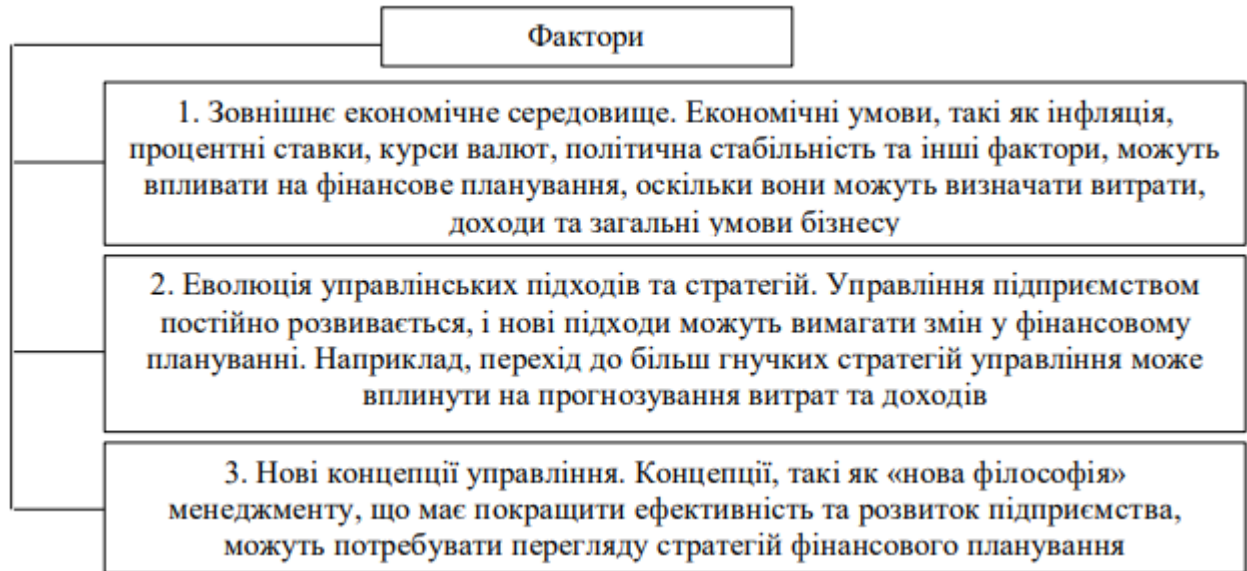 Фактори
1. Зовнішнє економічне середовище. Економічні умови, такі як інфляція,
процентні ставки, курси валют, політична стабільність та інші фактори, можуть
впливати на фінансове планування, оскільки вони можуть визначати витрати,
доходи та загальні умови бізнесу
2. Еволюція управлінських підходів та стратегій. Управління підприємством
постійно розвивається, і нові підходи можуть вимагати змін у фінансовому
плануванні. Наприклад, перехід до більш гнучких стратегій управління може
вплинути на прогнозування витрат та доходів
3. Нові концепції управління. Концепції, такі як «нова філософія»
менеджменту, що має покращити ефективність та розвиток підприємства,
можуть потребувати перегляду стратегій фінансового планування